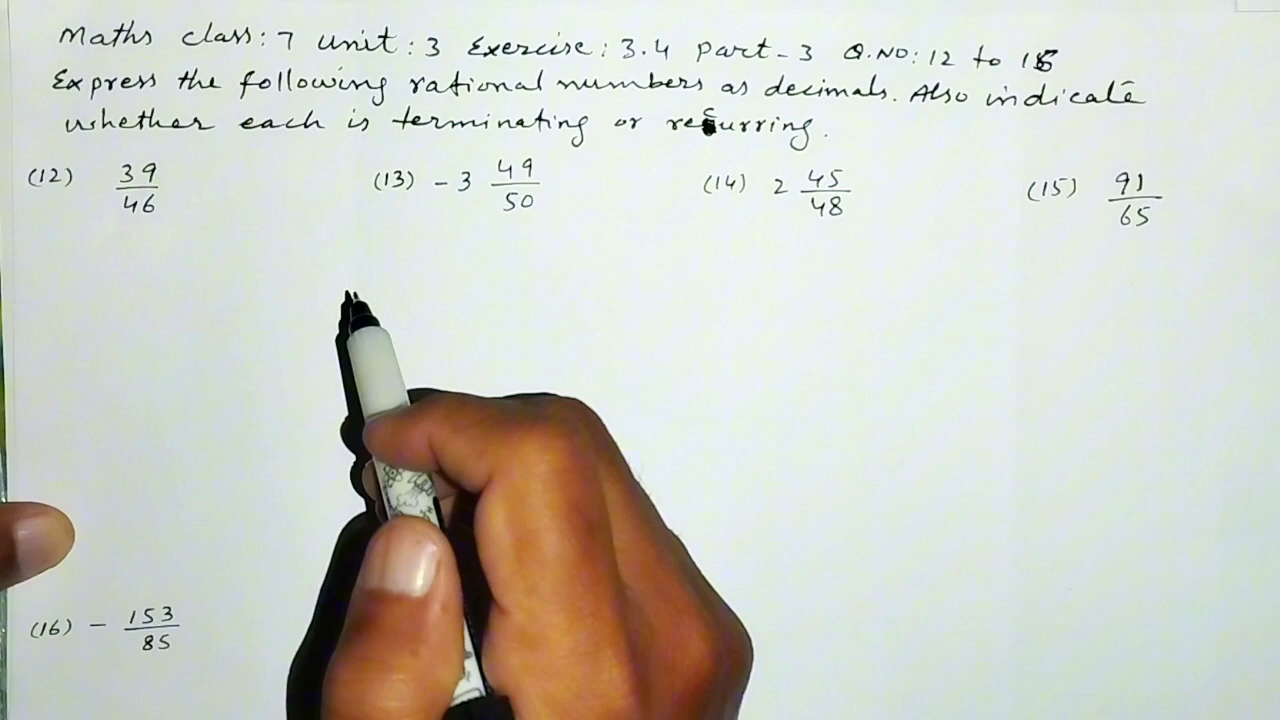 Maths class: 7 Unit: 3 Exercise: 3.4 part-3 Q.NO: 12 to 16
Express the following rational numbers as decimals. Also indicate
whether each is terminating or recurring.
(12) 39/46 (13) -3 49/50 (14) 2 45/48 (15) 91/65
(16) - 153/85